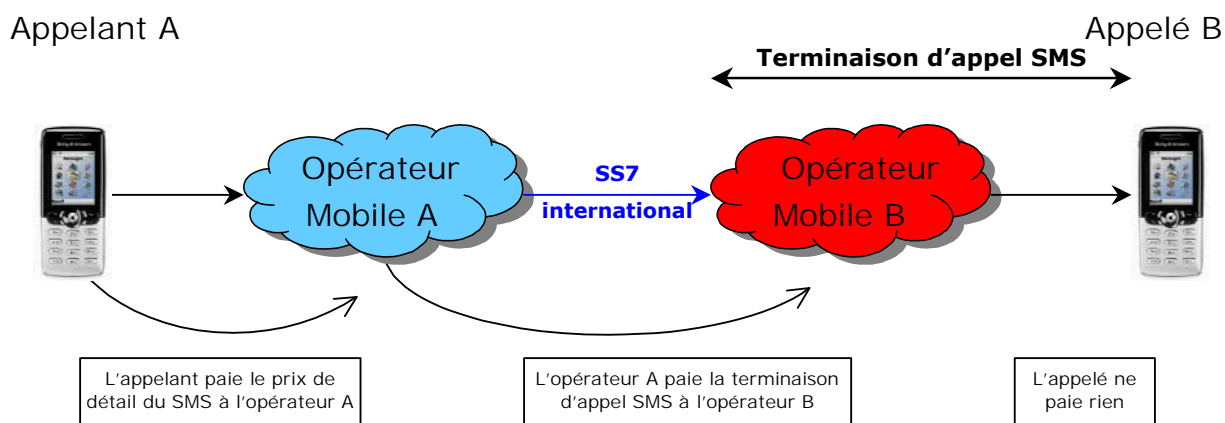 Appelant A
Appelé B
Terminaison d'appel SMS
Opérateur
Mobile A
SS7
international
Opérateur
Mobile B
L'appelant paie le prix de
détail du SMS à l'opérateur A
L'opérateur A paie la terminaison
d'appel SMS à l'opérateur B
L'appelé ne
paie rien